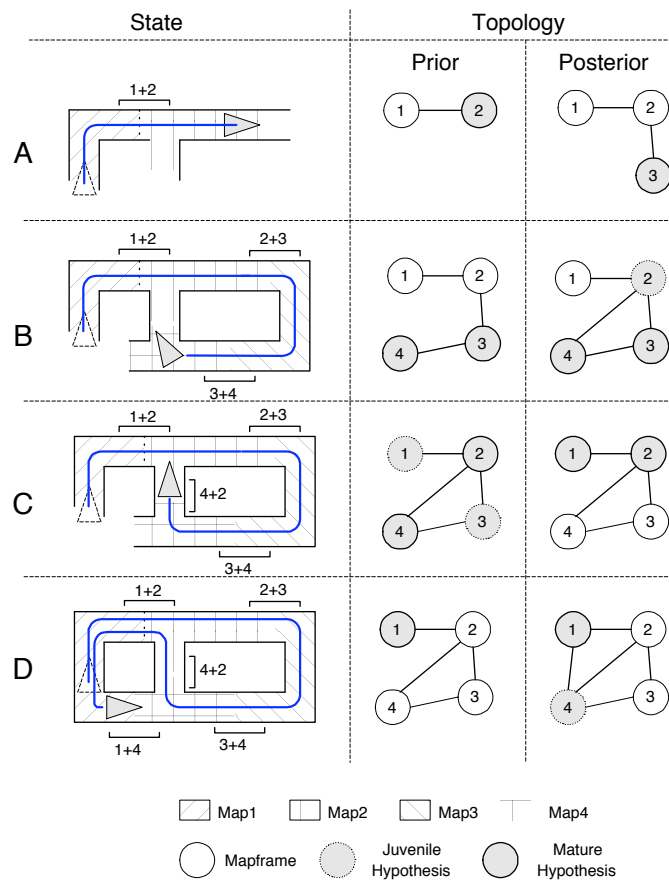 State
Topology
Prior
Posterior
A
1+2
1
2
1
2
3
B
1+2
2+3
3+4
1
2
3
4
1
2
3
4
C
1+2
2+3
4+2
3+4
1
2
3
4
1
2
3
4
D
1+2
2+3
4+2
1+4
3+4
1
2
3
4
1
2
3
4
Map1
Map2
Map3
Map4
Mapframe
Juvenile
Hypothesis
Mature
Hypothesis